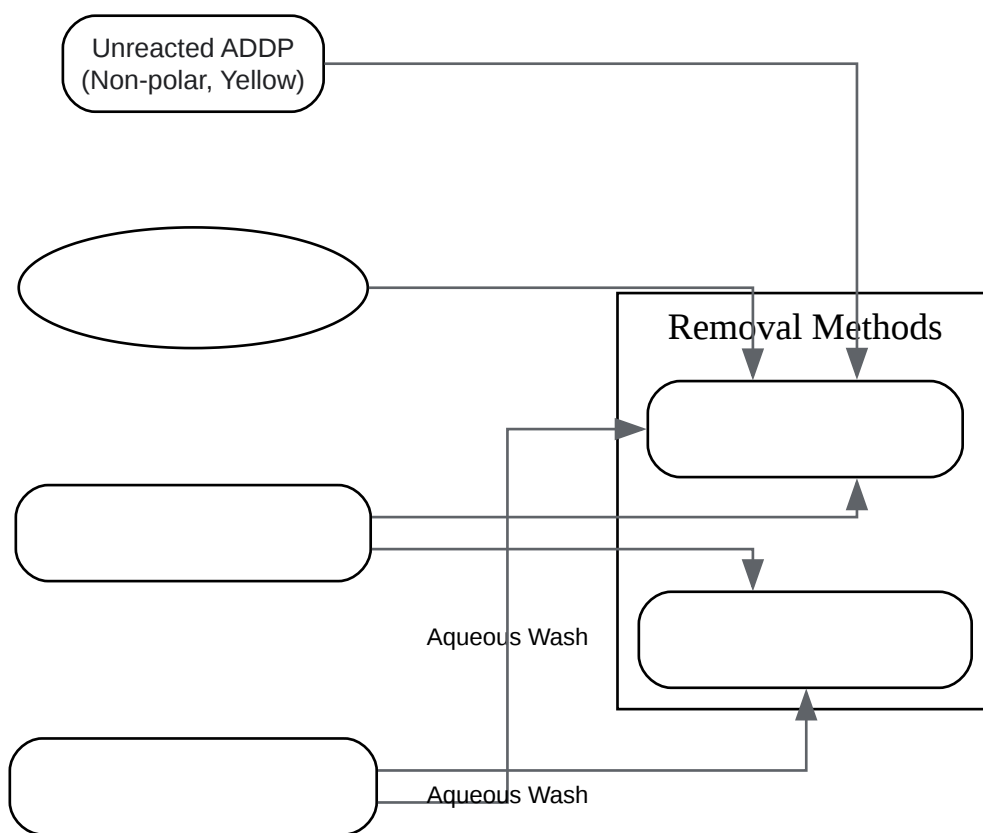 Unreacted ADDP
(Non-polar, Yellow)
Removal Methods
Aqueous Wash
Aqueous Wash